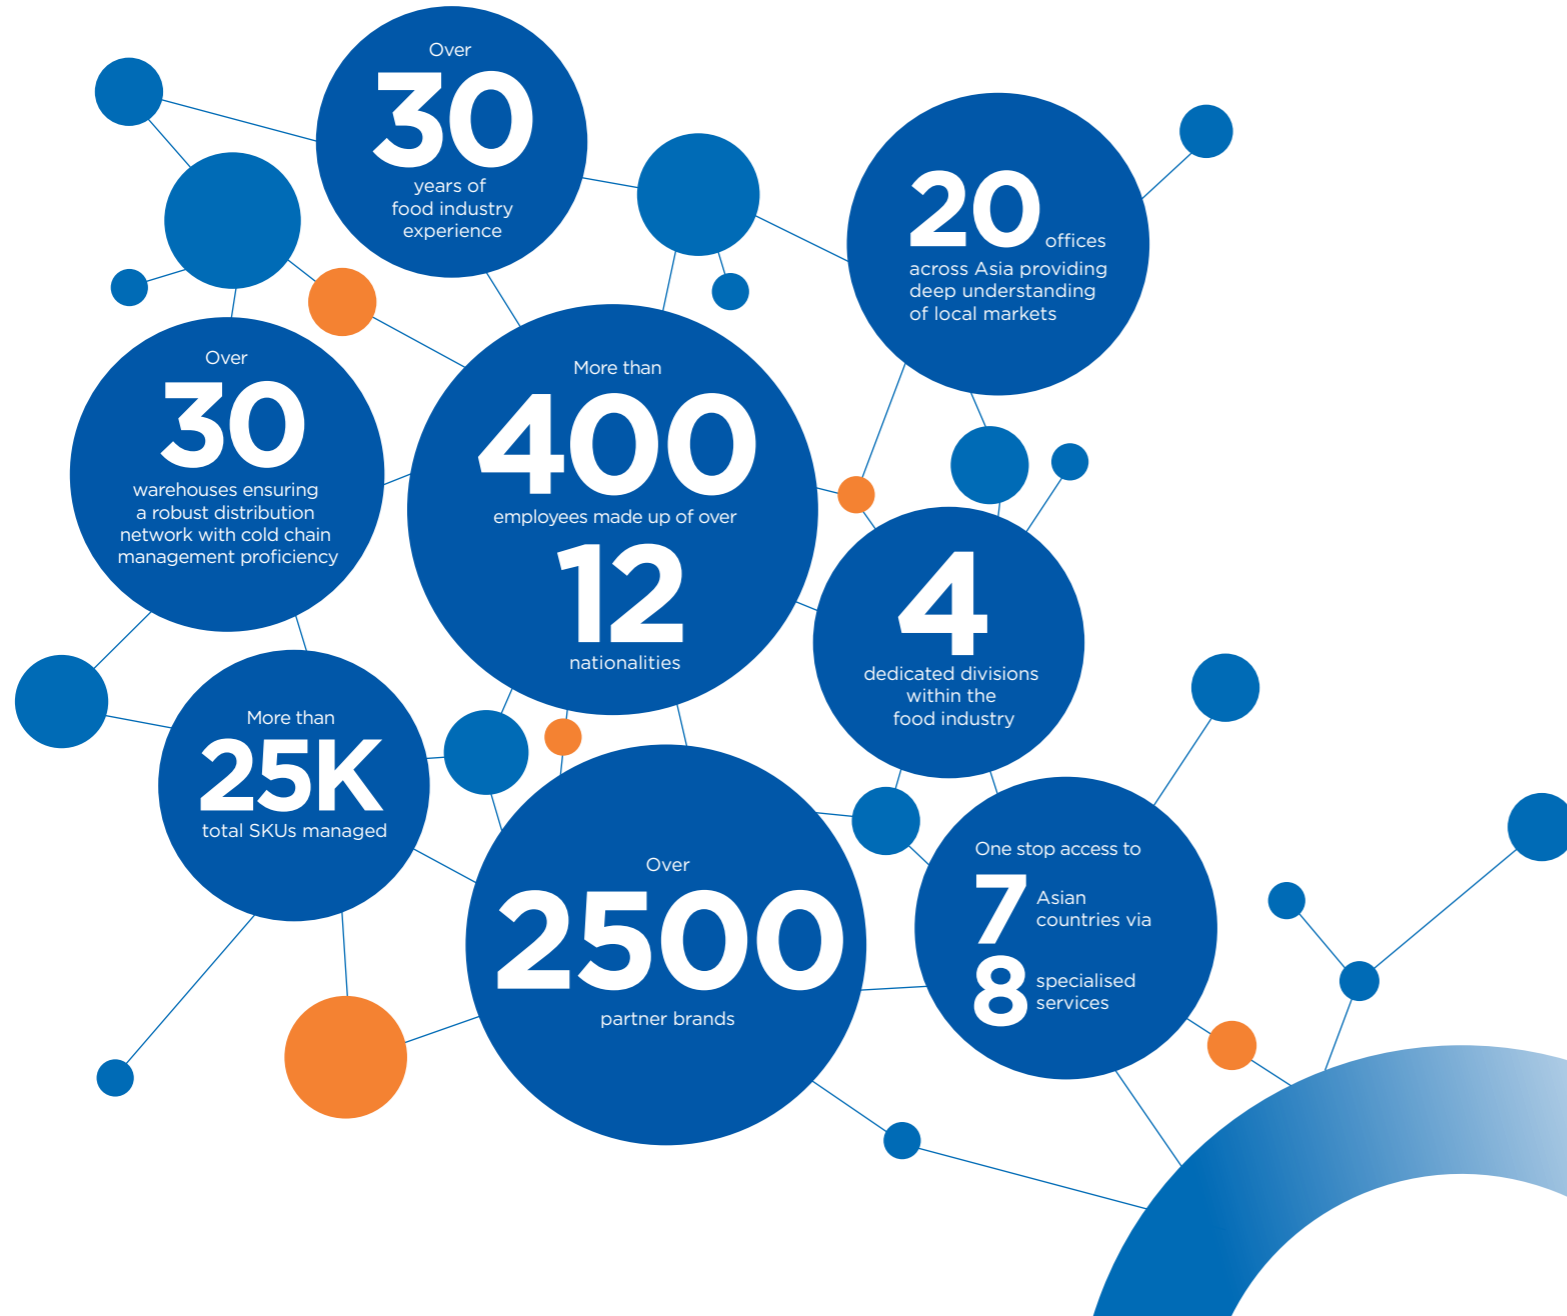 Over
30
years of
food industry
experience
20 offices
across Asia providing
deep understanding
of local markets
Over
30
warehouses ensuring
a robust distribution
network with cold chain
management proficiency
More than
400
employees made up of over
12
nationalities
4
dedicated divisions
within the
food industry
More than
25K
total SKUs managed
Over
2500
partner brands
One stop access to
7 Asian
countries via
8 specialised
services